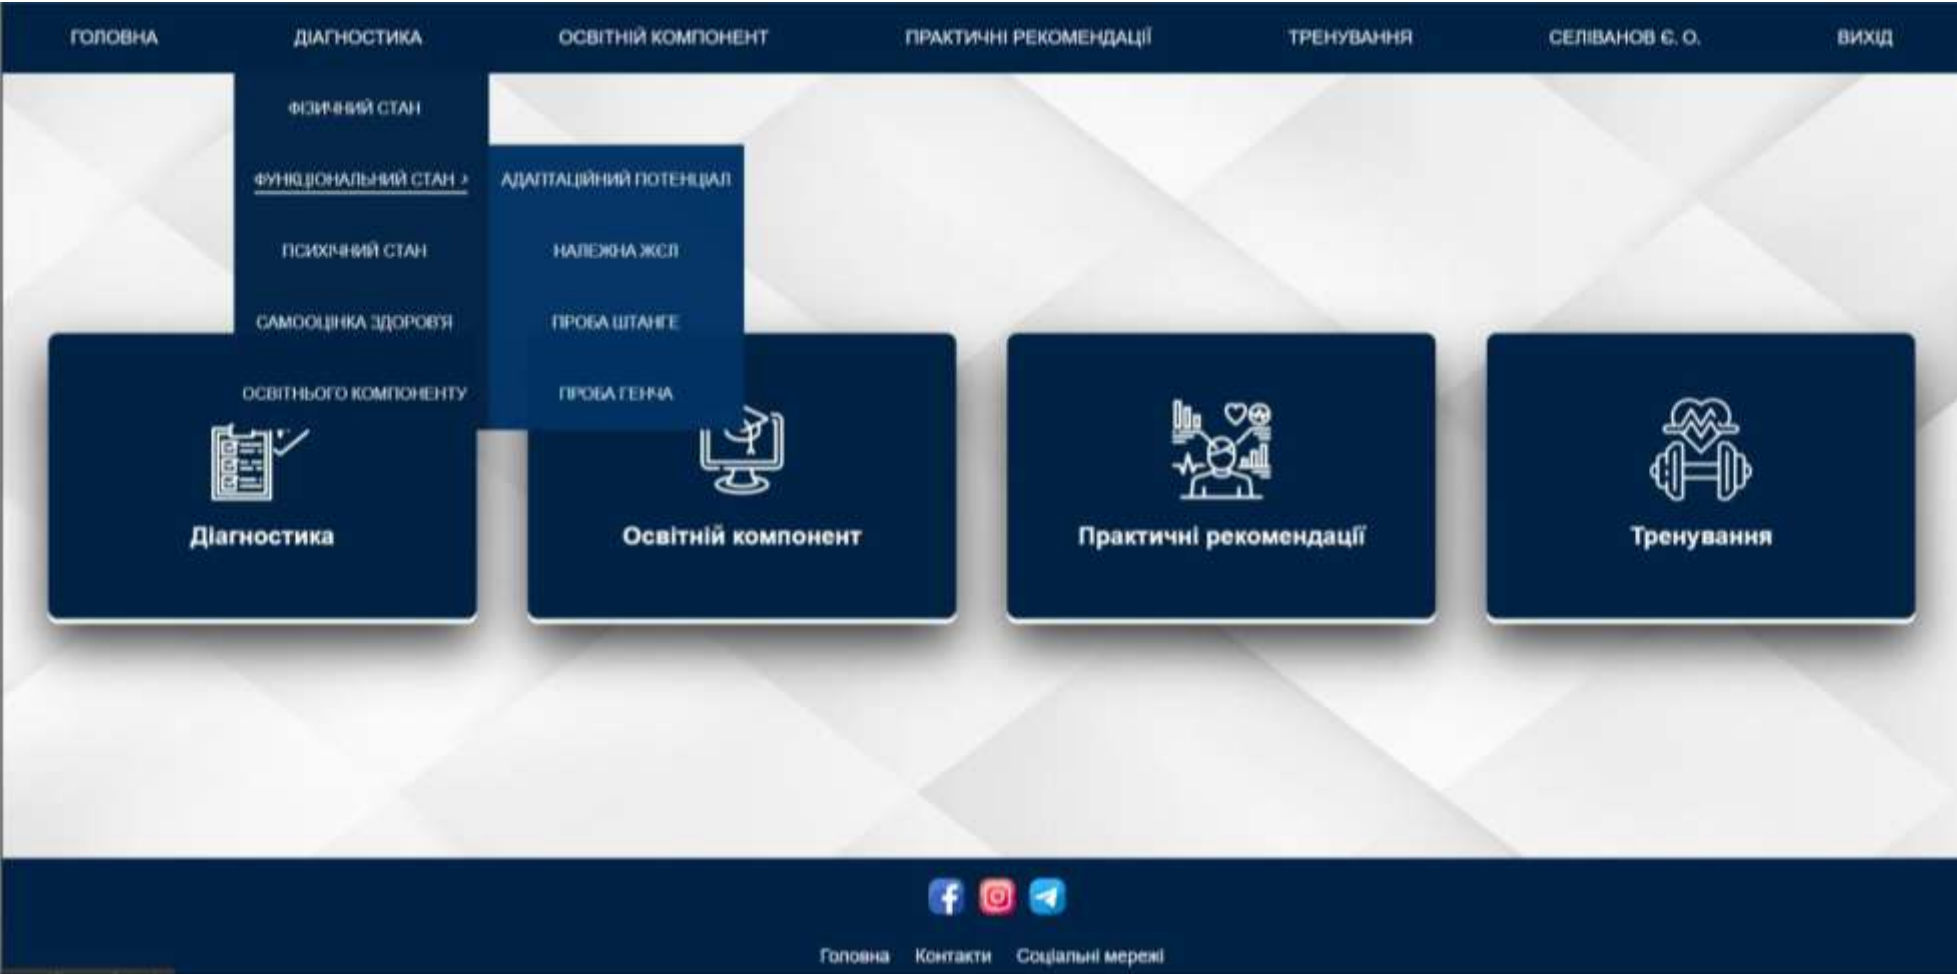 ГОЛОВНА ДІАГНОСТИКА ОСВІТНІЙ КОМПОНЕНТ ПРАКТИЧНІ РЕКОМЕНДАЦІЇ ТРЕНУВАННЯ СЕЛІВАНОВ Є. О. ВИХІД
ФІЗИЧНИЙ СТАН
ФУНКЦІОНАЛЬНИЙ СТАН › АДАПТАЦІЙНИЙ ПОТЕНЦІАЛ
ПСИХІЧНИЙ СТАН НАЛЕЖНА ЖЄЛ
САМООЦІНКА ЗДОРОВ'Я ПРОБА ШТАНГЕ
ОСВІТНЬОГО КОМПОНЕНТУ ПРОБА ГЕНЧА
Діагностика Освітній компонент Практичні рекомендації Тренування
Головна Контакти Соціальні мережі